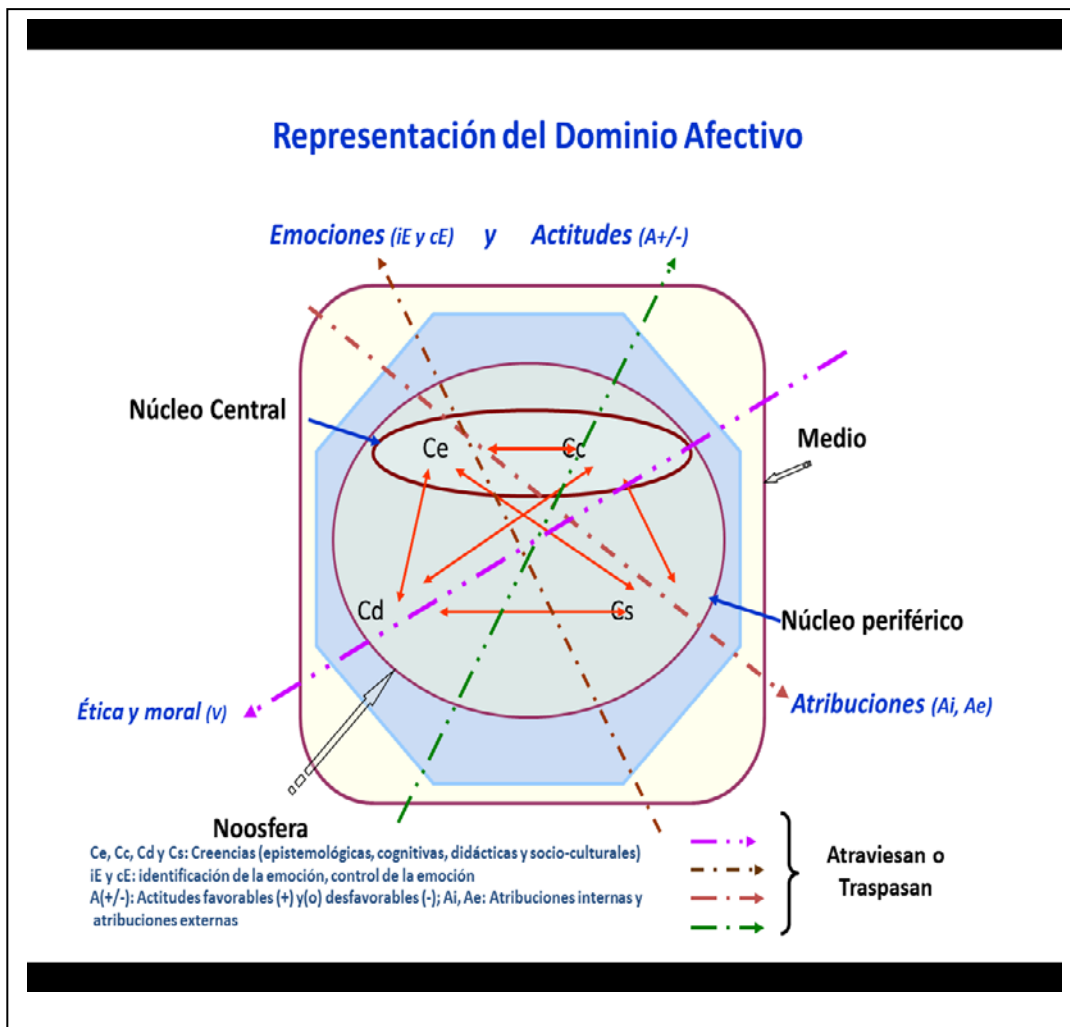 Representación del Dominio Afectivo
Emociones (iE y cE) y Actitudes (A+/-)
Núcleo Central
Medio
Ce
Cc
Cd
Cs
Núcleo periférico
Ética y moral (v)
Atribuciones (Ai, Ae)
Noosfera
Ce, Cc, Cd y Cs: Creencias (epistemológicas, cognitivas, didácticas y socio-culturales)
iE y cE: identificación de la emoción, control de la emoción
A(+/-): Actitudes favorables (+) y(o) desfavorables (-); Ai, Ae: Atribuciones internas y
atribuciones externas
Atraviesan o
Traspasan